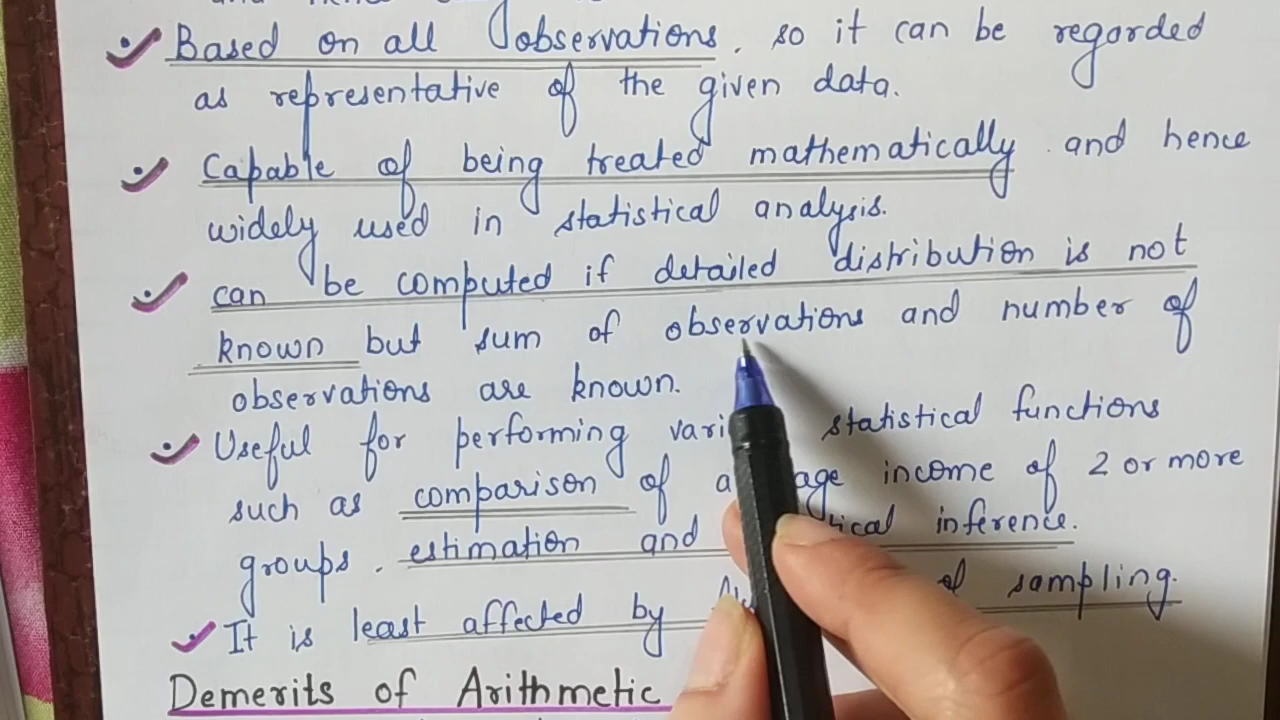 Based on all observations, so it can be regarded
as representative of the given data.
Capable of being treated mathematically and hence
widely used in statistical analysis.
can be computed if detailed distribution is not
known but sum of observations and number of
observations are known.
Useful for performing statistical functions
such as comparison of income of 2 or more
groups, estimation and inference.
It is least affected by of sampling.
Demerits of Arithmetic